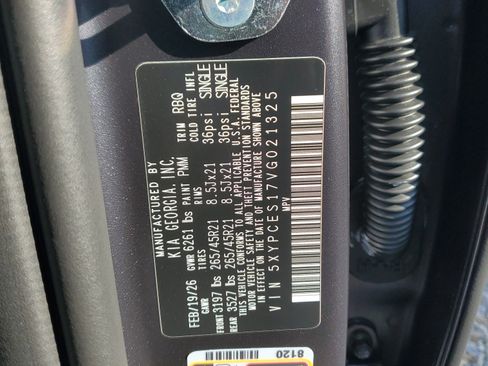 MANUFACTURED BY
KIA GEORGIA, INC.
FEB/19/26 GVWR 6261 lbs PAINT PMM TRIM RBQ
GAWR TIRES RIMS COLD TIRE INFL
FRONT 3197 lbs 265/45R21 8.5JX21 36psi SINGLE
REAR 3527 lbs 265/45R21 8.5JX21 36psi SINGLE
THIS VEHICLE CONFORMS TO ALL APPLICABLE U.S.A. FEDERAL
MOTOR VEHICLE SAFETY STANDARDS
IN EFFECT ON THE DATE OF MANUFACTURE SHOWN ABOVE
VIN 5XYPCES17VG021325
MPV
8120